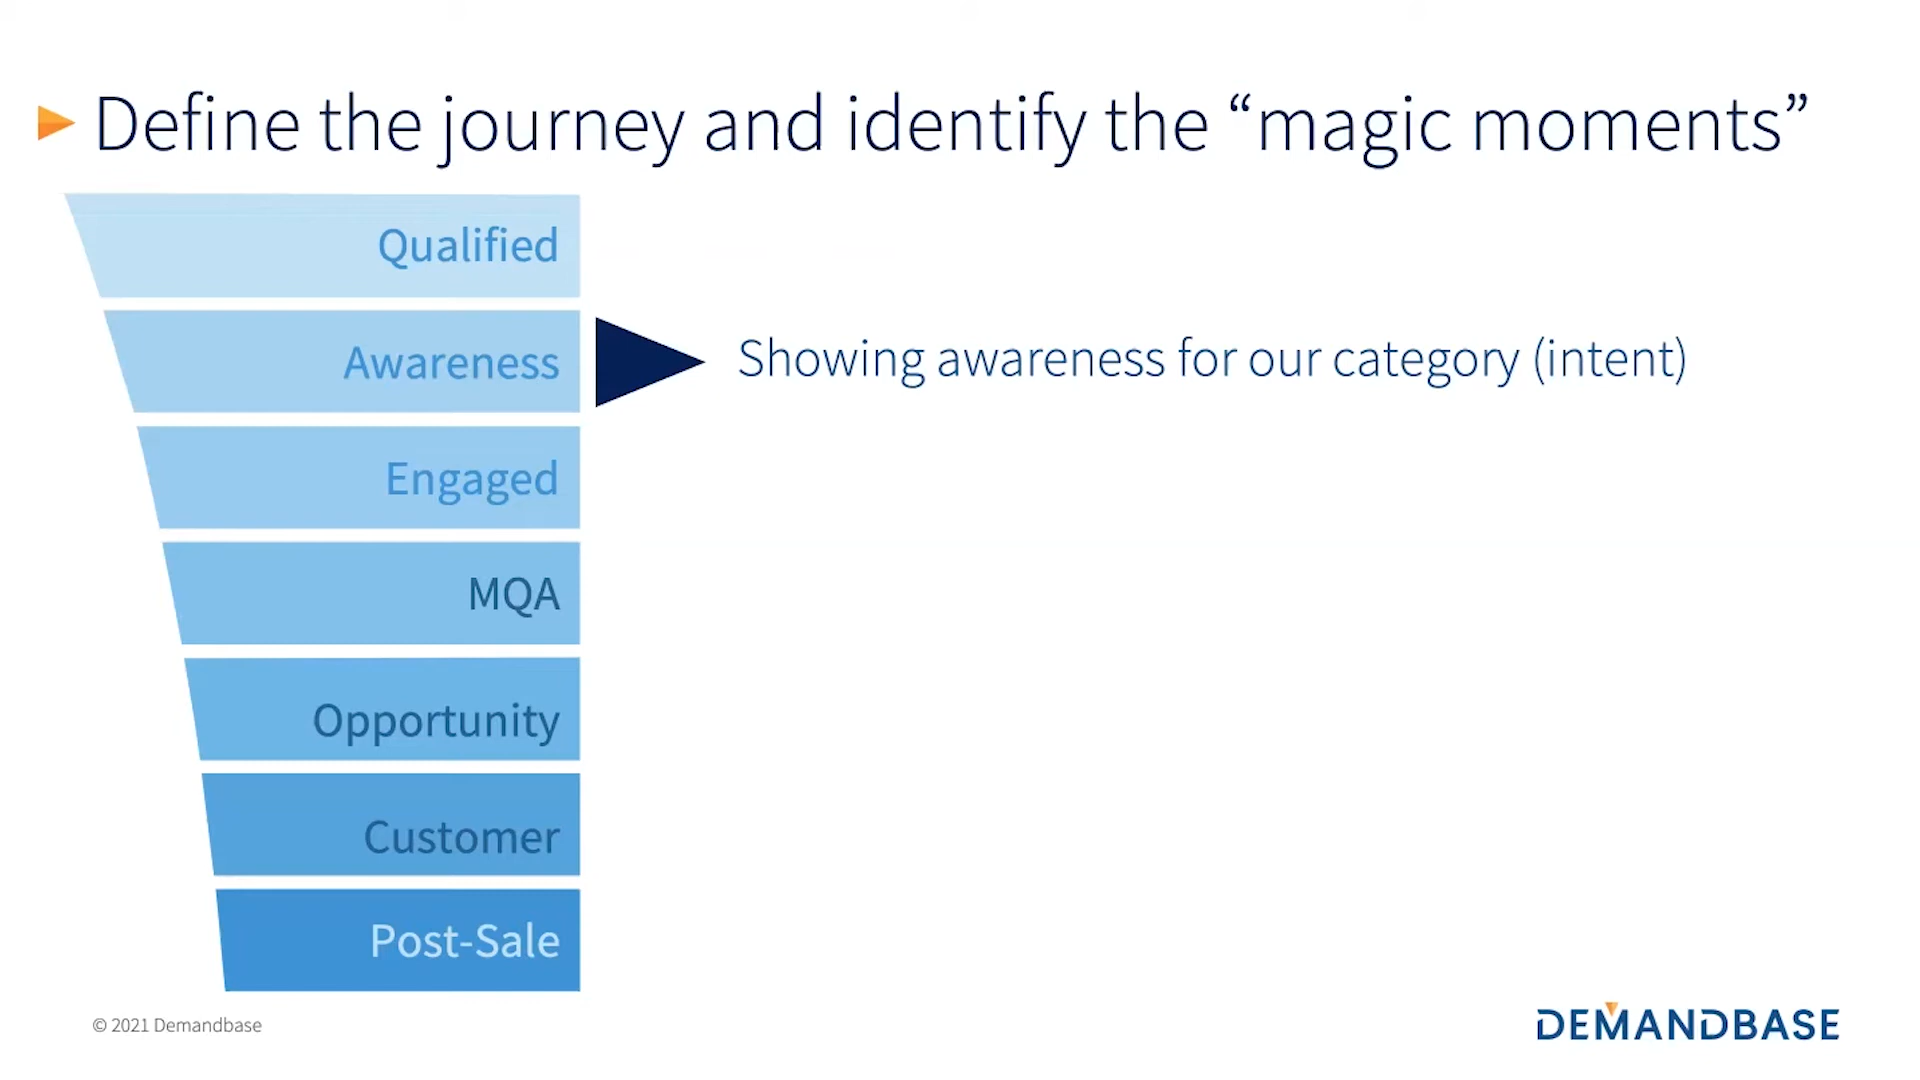 Define the journey and identify the “magic moments”
Qualified
Awareness
Showing awareness for our category (intent)
Engaged
MQA
Opportunity
Customer
Post-Sale
© 2021 Demandbase
DEMANDBASE